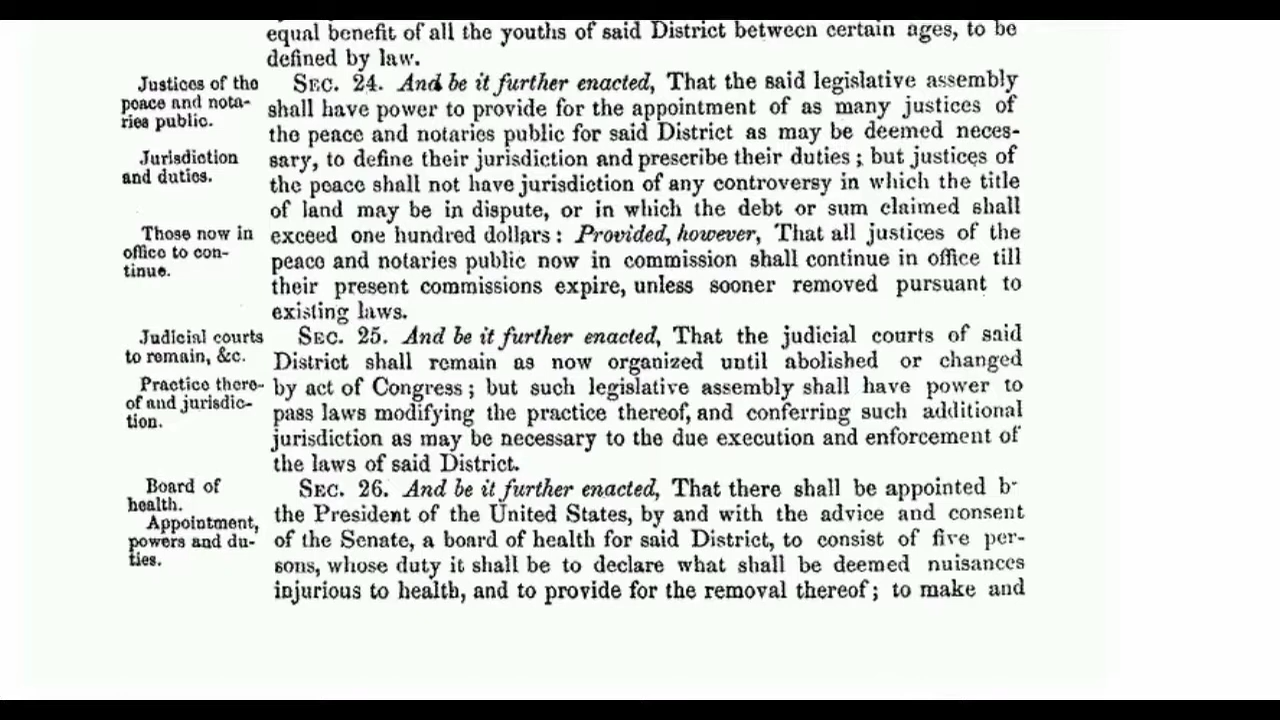 equal benefit of all the youths of said District between certain ages, to be
defined by law.
Justices of the
peace and nota-
ries public.
SEC. 24. And be it further enacted, That the said legislative assembly
shall have power to provide for the appointment of as many justices of
the peace and notaries public for said District as may be deemed neces-
Jurisdiction
and duties.
sary, to define their jurisdiction and prescribe their duties; but justices of
the peace shall not have jurisdiction of any controversy in which the title
of land may be in dispute, or in which the debt or sum claimed shall
Those now in
office to con-
tinue.
exceed one hundred dollars: Provided, however, That all justices of the
peace and notaries public now in commission shall continue in office till
their present commissions expire, unless sooner removed pursuant to
existing laws.
Judicial courts
to remain, &c.
SEC. 25. And be it further enacted, That the judicial courts of said
District shall remain as now organized until abolished or changed
Practice there-
of and jurisdic-
tion.
by act of Congress; but such legislative assembly shall have power to
pass laws modifying the practice thereof, and conferring such additional
jurisdiction as may be necessary to the due execution and enforcement of
the laws of said District.
Board of
health.
Appointment,
powers and du-
ties.
SEC. 26. And be it further enacted, That there shall be appointed
the President of the United States, by and with the advice and consent
of the Senate, a board of health for said District, to consist of five per-
sons, whose duty it shall be to declare what shall be deemed nuisances
injurious to health, and to provide for the removal thereof; to make and